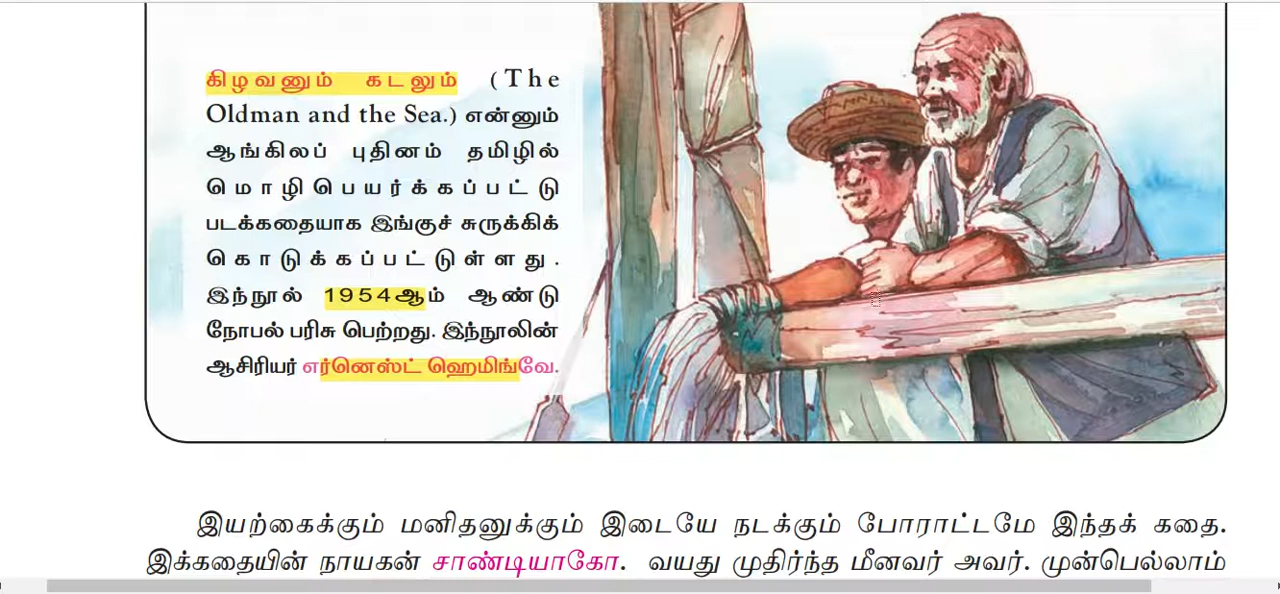 கிழவனும் கடலும் (The
Oldman and the Sea.) என்னும்
ஆங்கிலப் புதினம் தமிழில்
மொழிபெயர்க்கப்பட்டு
படக்கதையாக இங்குச் சுருக்கிக்
கொடுக்கப்பட்டுள்ளது.
இந்நூல் 1954ஆம் ஆண்டு
நோபல் பரிசு பெற்றது. இந்நூலின்
ஆசிரியர் எர்னெஸ்ட் ஹெமிங்வே.
இயற்கைக்கும் மனிதனுக்கும் இடையே நடக்கும் போராட்டமே இந்தக் கதை.
இக்கதையின் நாயகன் சாண்டியாகோ. வயது முதிர்ந்த மீனவர் அவர். முன்பெல்லாம்